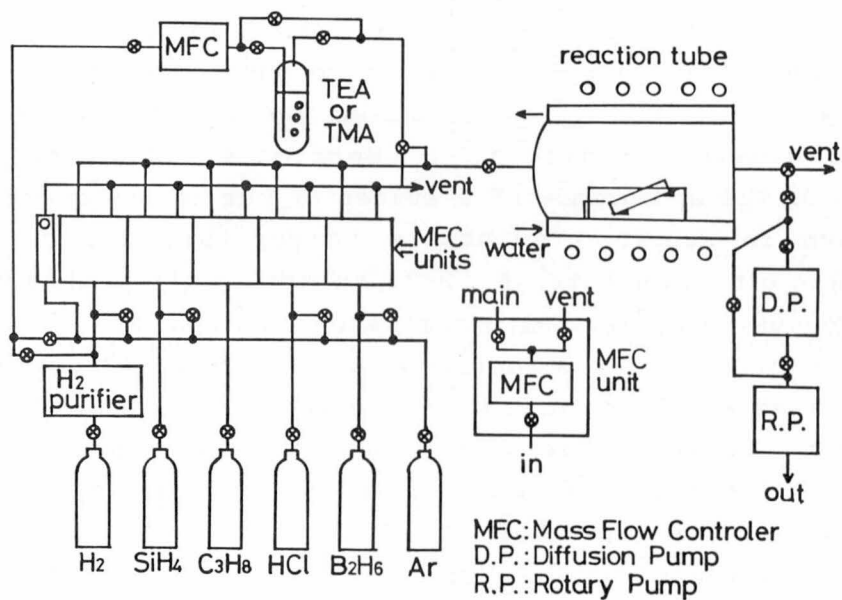 MFC
TEA
or
TMA
reaction tube
vent
vent
MFC
units
water
D.P.
main vent
MFC
unit
MFC
in
H2
purifier
R.P.
out
H2 SiH4 C3H8 HCl B2H6 Ar
MFC:Mass Flow Controler
D.P.:Diffusion Pump
R.P.:Rotary Pump